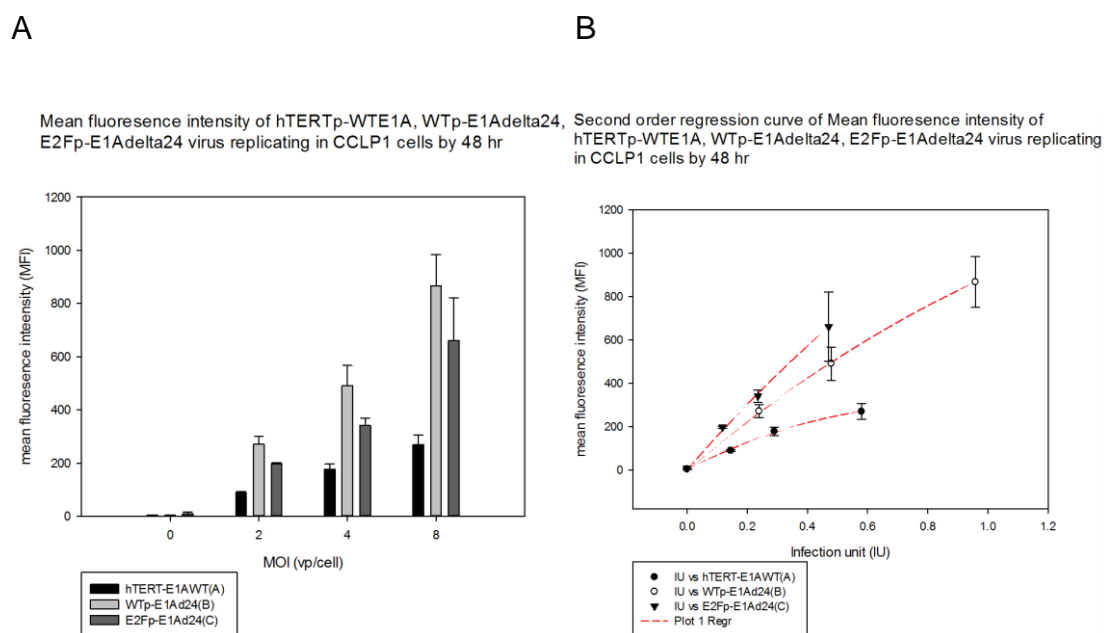 A
B
Mean fluoresence intensity of hTERTp-WTE1A, WTp-E1Adelta24,
E2Fp-E1Adelta24 virus replicating in CCLP1 cells by 48 hr
Second order regression curve of Mean fluoresence intensity of
hTERTp-WTE1A, WTp-E1Adelta24, E2Fp-E1Adelta24 virus replicating
in CCLP1 cells by 48 hr
mean fluoresence inteensity (MFI)
1200
1000
800
600
400
200
0
0 2 4 8
MOI (vp/cell)
hTERT-E1AWT(A)
WTp-E1Ad24(B)
E2Fp-E1Ad24(C)
mean fluoresence intensity (MFI)
1200
1000
800
600
400
200
0
0.0 0.2 0.4 0.6 0.8 1.0 1.2
Infection unit (IU)
IU vs hTERT-E1AWT(A)
IU vs WTp-E1Ad24(B)
IU vs E2Fp-E1Ad24(C)
Plot 1 Regr